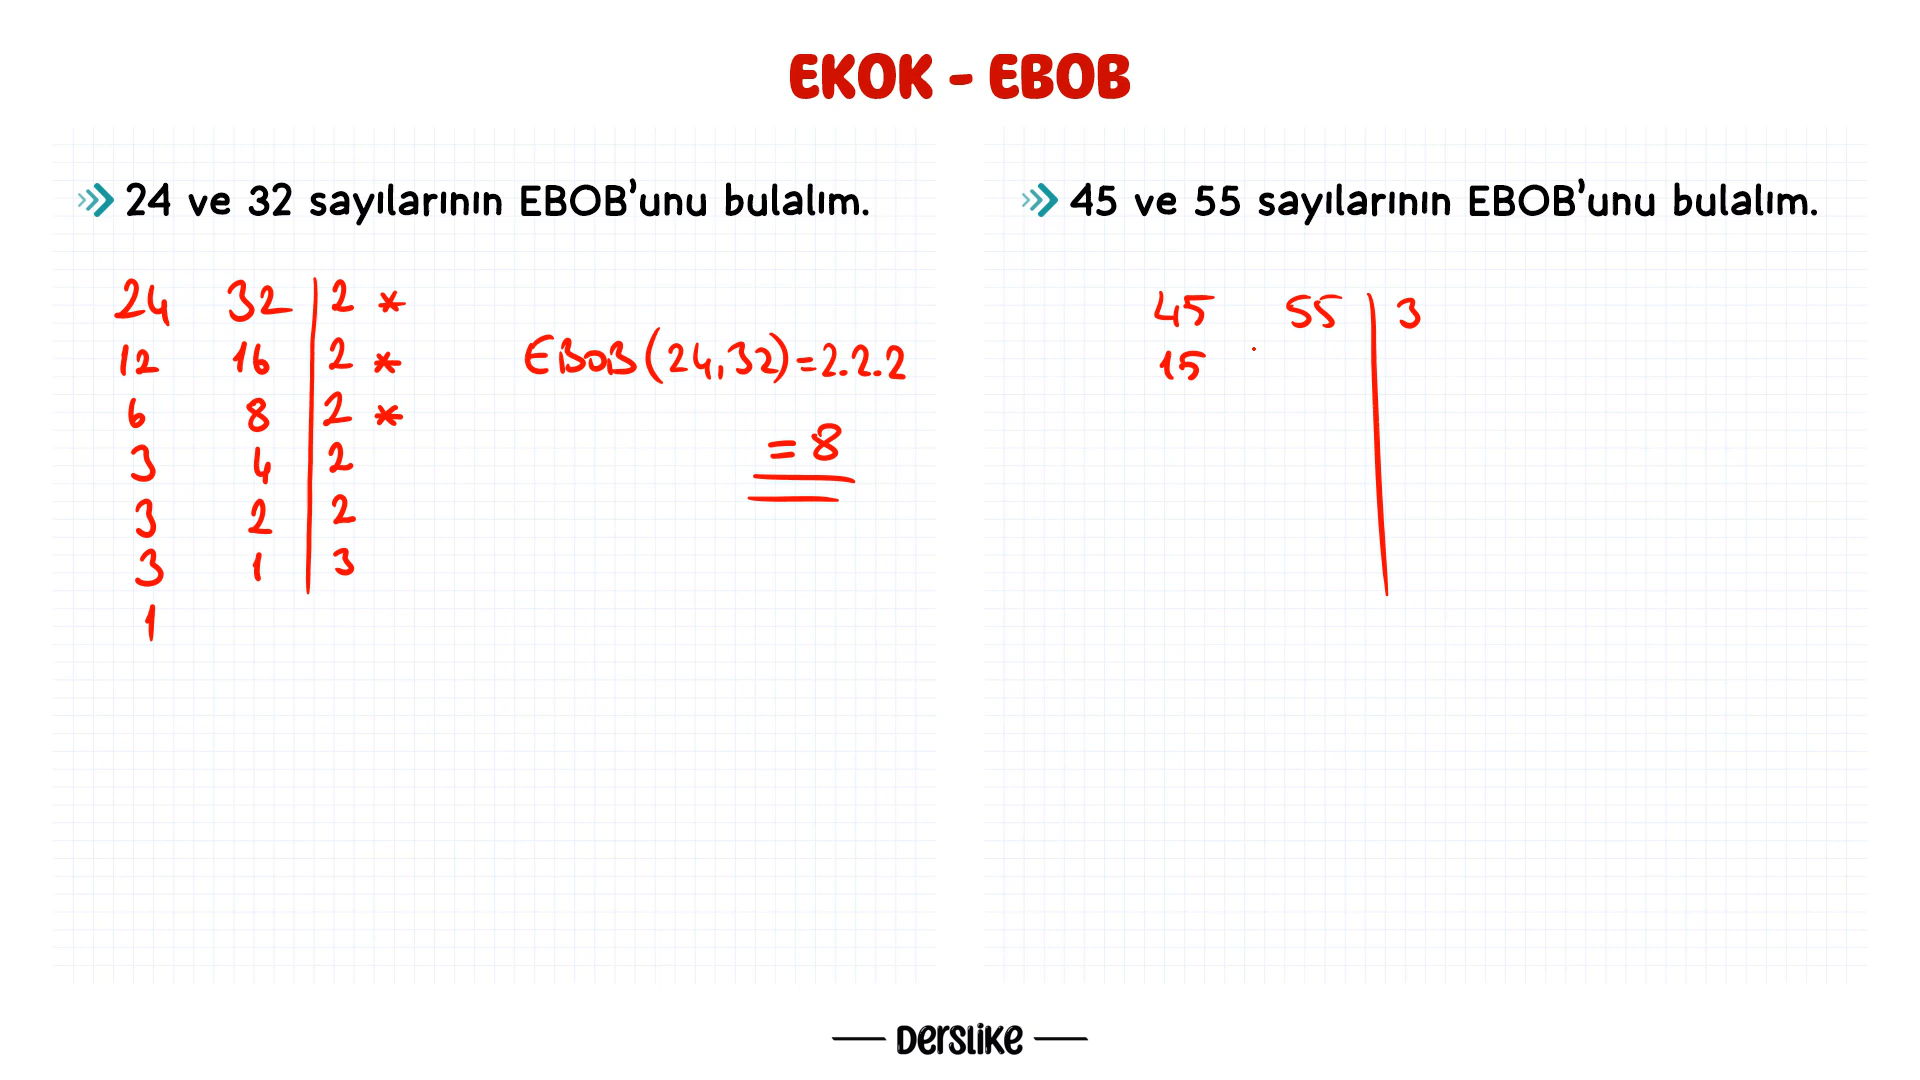 EKOK - EBOB
24 ve 32 sayılarının EBOB'unu bulalım.
24 32 2 *
12 16 2 *
6 8 2 *
3 4 2
3 2 2
3 1 3
1
EBOB(24,32)=2.2.2
=8
45 ve 55 sayılarının EBOB'unu bulalım.
45 55 3
15
DERSLİKE